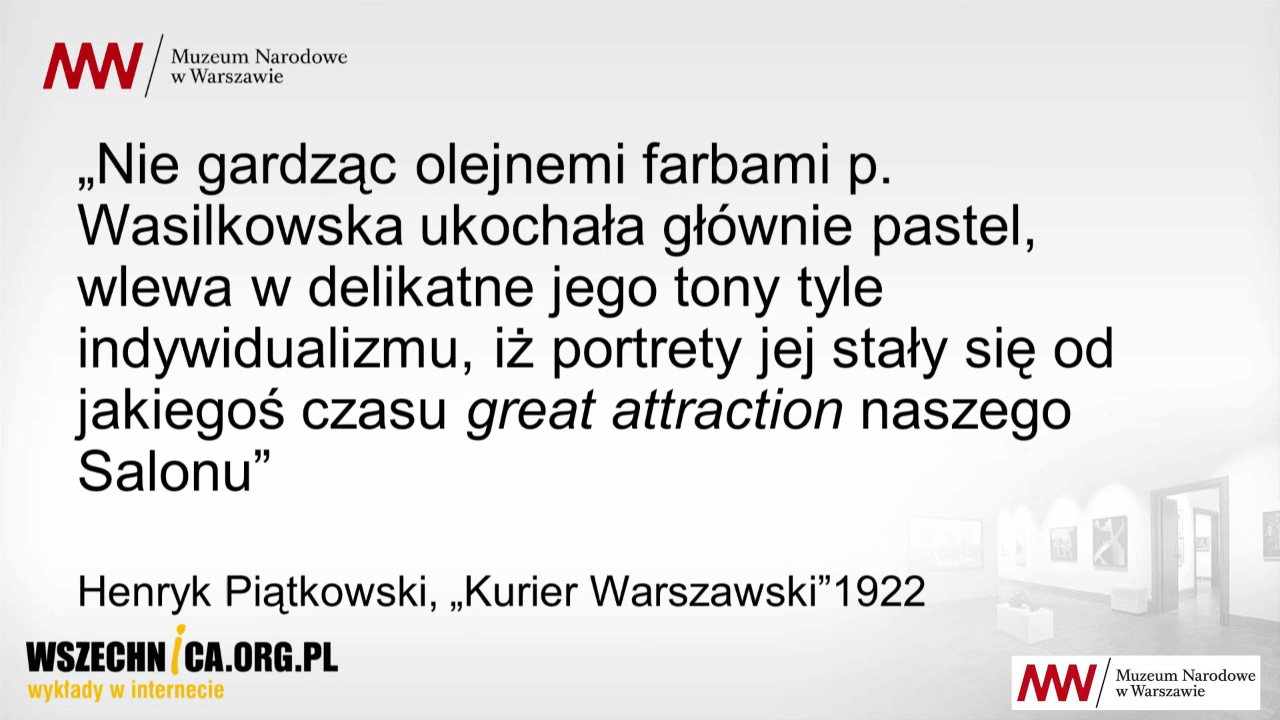 Muzeum Narodowe
w Warszawie
„Nie gardząc olejnemi farbami p.
Wasilkowska ukochała głównie pastel,
wlewa w delikatne jego tony tyle
indywidualizmu, iż portrety jej stały się od
jakiegoś czasu great attraction naszego
Salonu”
Henryk Piątkowski, „Kurier Warszawski”1922
WSZECHNiCA.ORG.PL
wykłady w internecie
Muzeum Narodowe
w Warszawie